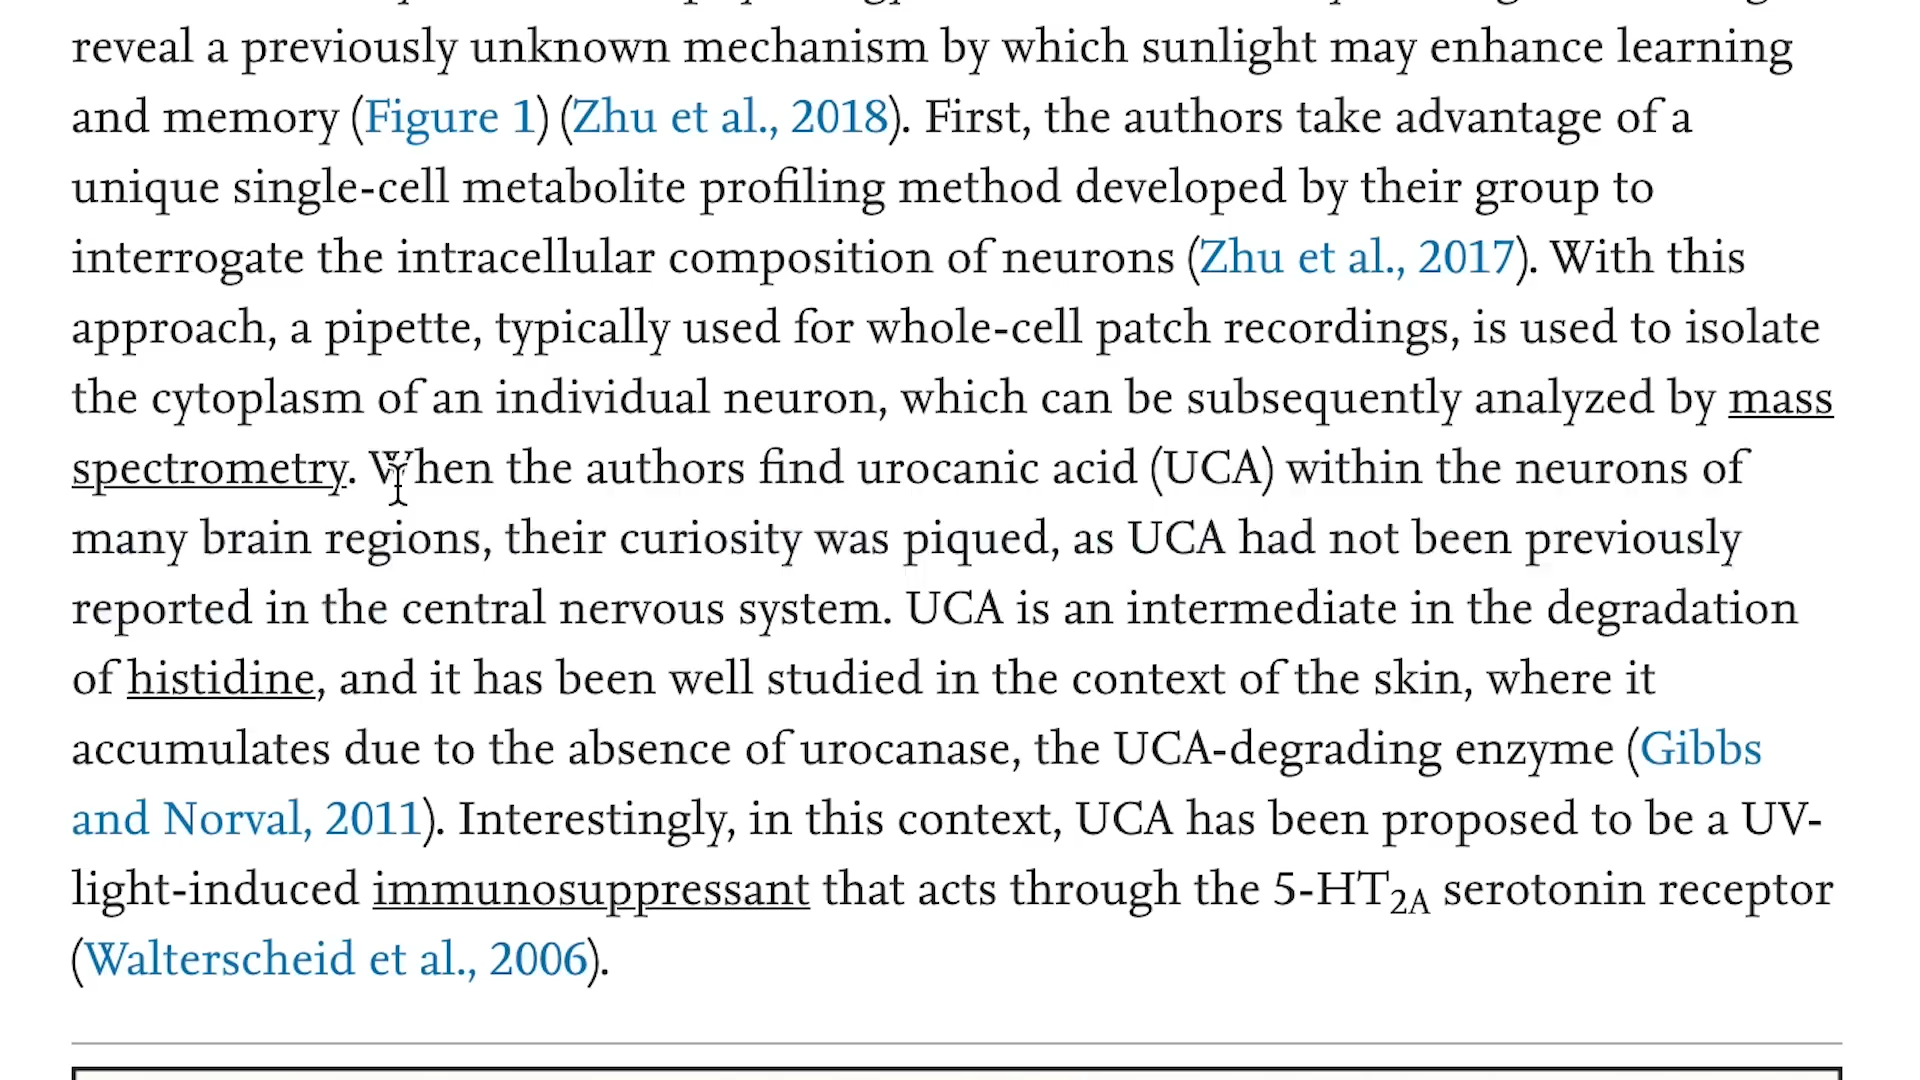 reveal a previously unknown mechanism by which sunlight may enhance learning
and memory (Figure 1) (Zhu et al., 2018). First, the authors take advantage of a
unique single-cell metabolite profiling method developed by their group to
interrogate the intracellular composition of neurons (Zhu et al., 2017). With this
approach, a pipette, typically used for whole-cell patch recordings, is used to isolate
the cytoplasm of an individual neuron, which can be subsequently analyzed by mass
spectrometry. When the authors find urocanic acid (UCA) within the neurons of
many brain regions, their curiosity was piqued, as UCA had not been previously
reported in the central nervous system. UCA is an intermediate in the degradation
of histidine, and it has been well studied in the context of the skin, where it
accumulates due to the absence of urocanase, the UCA-degrading enzyme (Gibbs
and Norval, 2011). Interestingly, in this context, UCA has been proposed to be a UV-
light-induced immunosuppressant that acts through the 5-HT2A serotonin receptor
(Walterscheid et al., 2006).